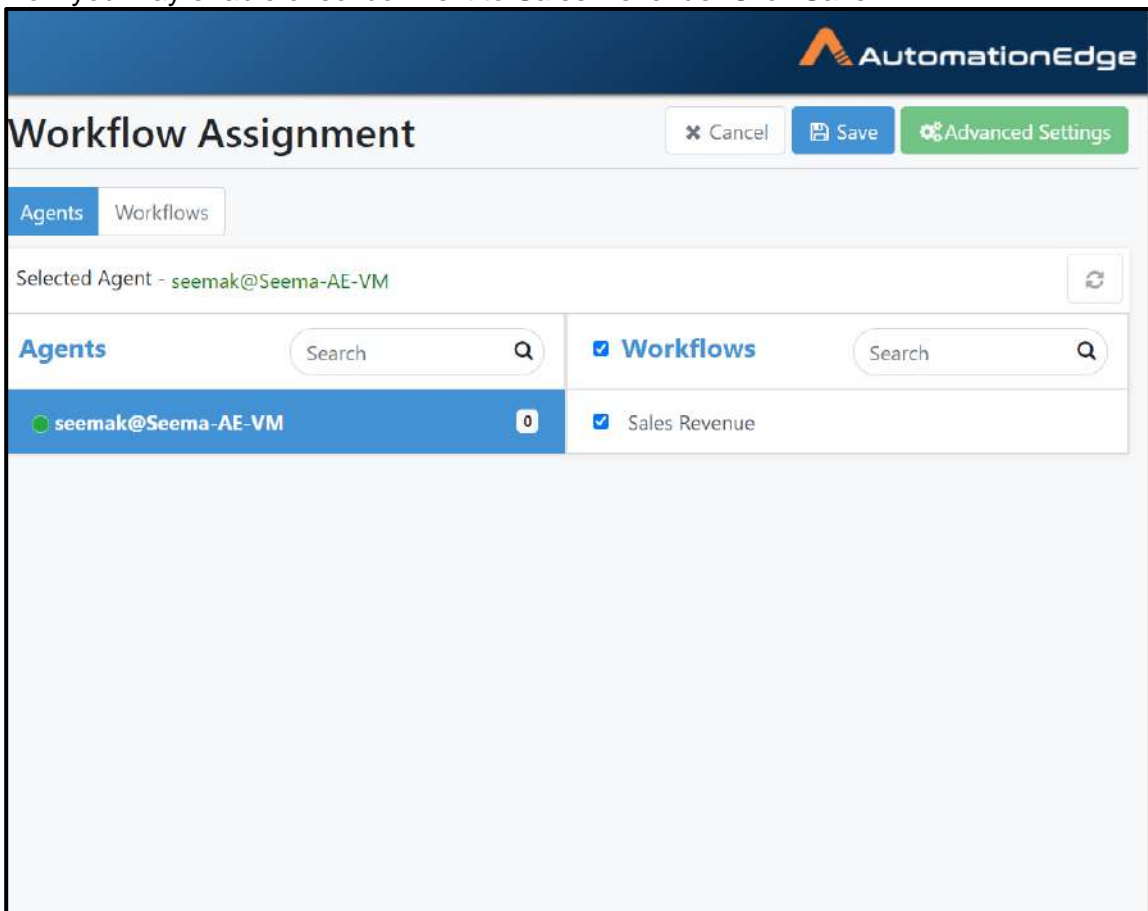 AutomationEdge
Workflow Assignment
Cancel
Save
Advanced Settings
Agents
Workflows
Selected Agent - seemak@Seema-AE-VM
Agents
Search
Workflows
Search
seemak@Seema-AE-VM
0
Sales Revenue